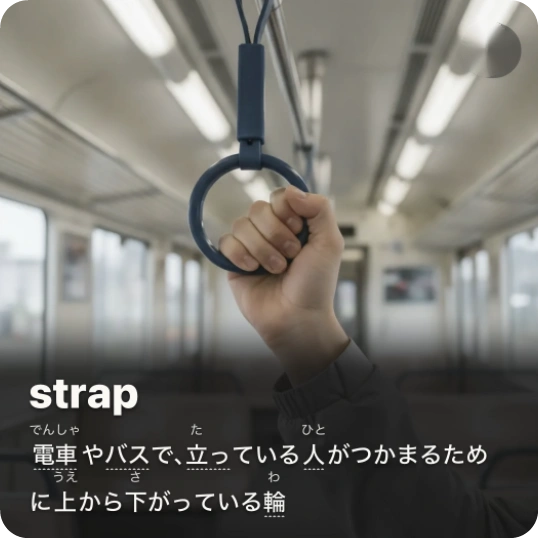 strap
電車やバスで、立っている人がつかまるため
に上から下がっている輪
でんしゃ た ひと
うえ さ わ